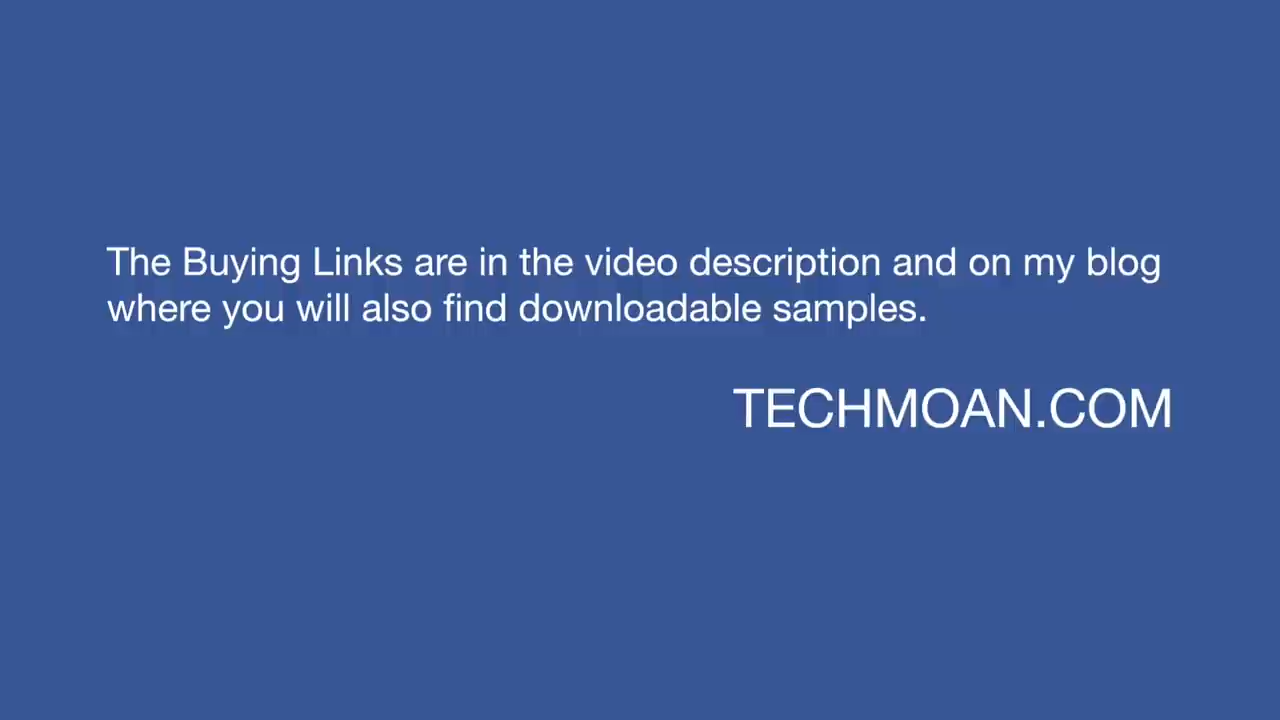 The Buying Links are in the video description and on my blog
where you will also find downloadable samples.
TECHMOAN.COM